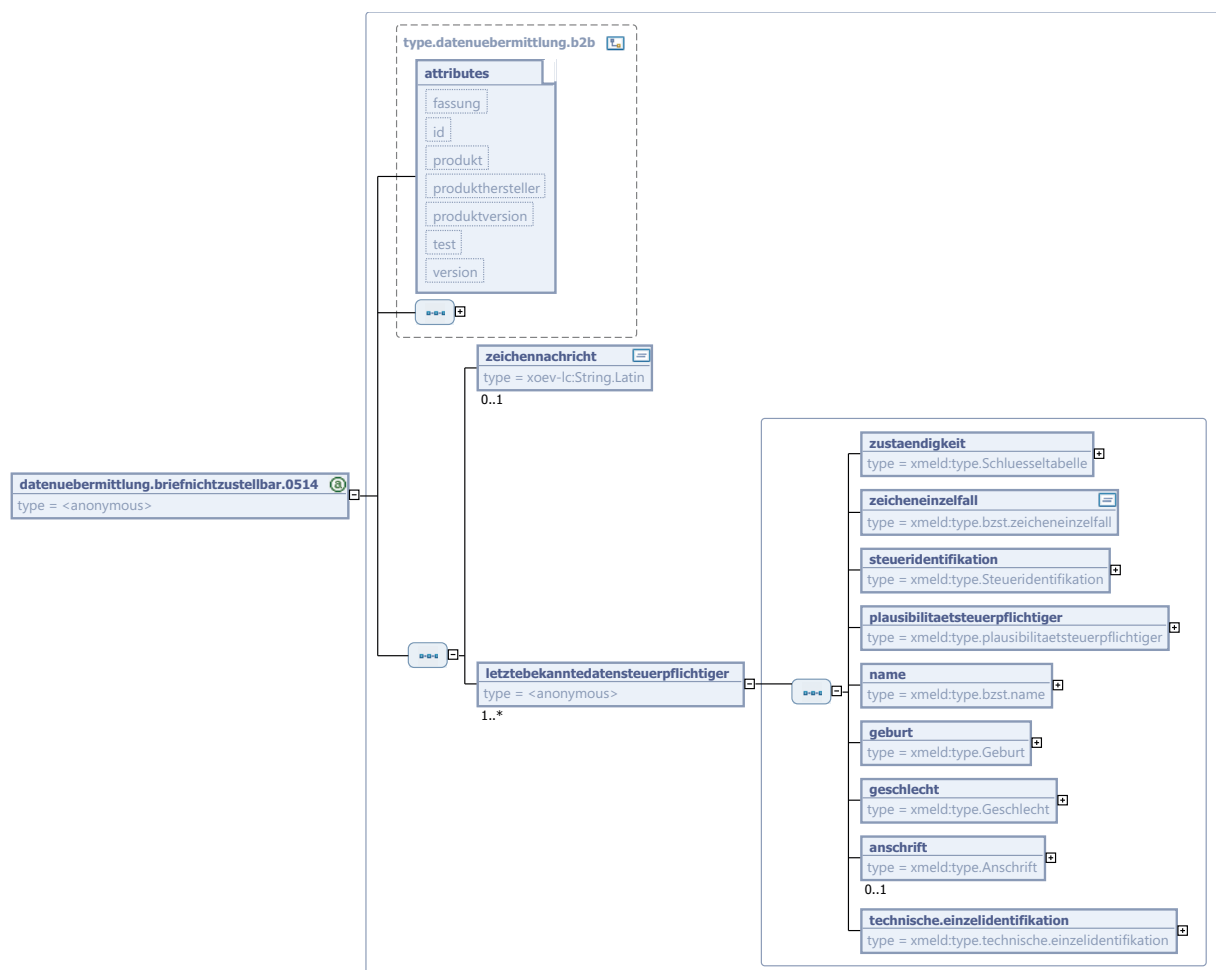 type.datenuebermittlung.b2b
attributes
fassung
id
produkt
produkthersteller
produktversion
test
version
zeichennachricht
type = xoev-lc:String.Latin
0..1
datenuebermittlung.briefnichtzustellbar.0514
type = <anonymous>
letztebekanntedatensteuerpflichtiger
type = <anonymous>
1..*
zustaendigkeit
type = xmeld:type.Schluesseltabelle
zeicheneinzelfall
type = xmeld:type.bzst.zeicheneinzelfall
steueridentifikation
type = xmeld:type.Steueridentifikation
plausibilitaetsteuerpflichtiger
type = xmeld:type.plausibilitaetsteuerpflichtiger
name
type = xmeld:type.bzst.name
geburt
type = xmeld:type.Geburt
geschlecht
type = xmeld:type.Geschlecht
anschrift
type = xmeld:type.Anschrift
0..1
technische.einzelidentifikation
type = xmeld:type.technische.einzelidentifikation